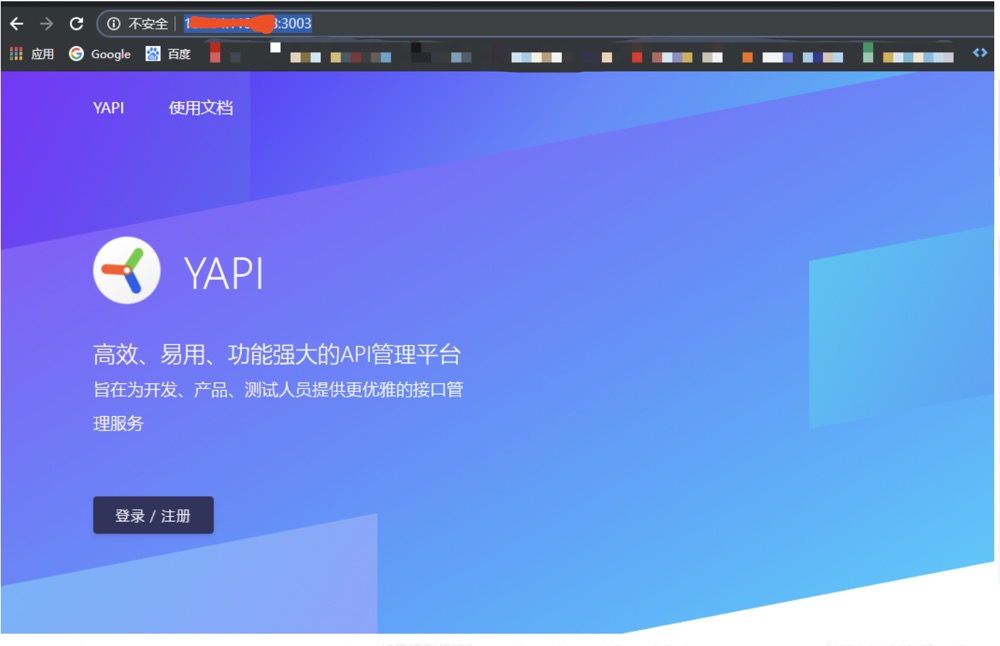 不安全
:3003
应用
Google
百度
YAPI
使用文档
YAPI
高效、易用、功能强大的API管理平台
旨在为开发、产品、测试人员提供更优雅的接口管
理服务
登录 / 注册